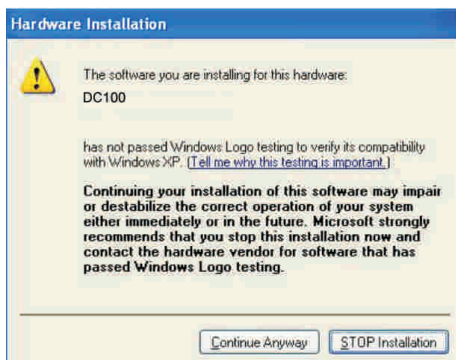 Hardware Installation
The software you are installing for this hardware:
DC100
has not passed Windows Logo testing to verify its compatibility
with Windows XP. (Tell me why this testing is important.)
Continuing your installation of this software may impair
or destabilize the correct operation of your system
either immediately or in the future. Microsoft strongly
recommends that you stop this installation now and
contact the hardware vendor for software that has
passed Windows Logo testing.
Continue Anyway
STOP Installation